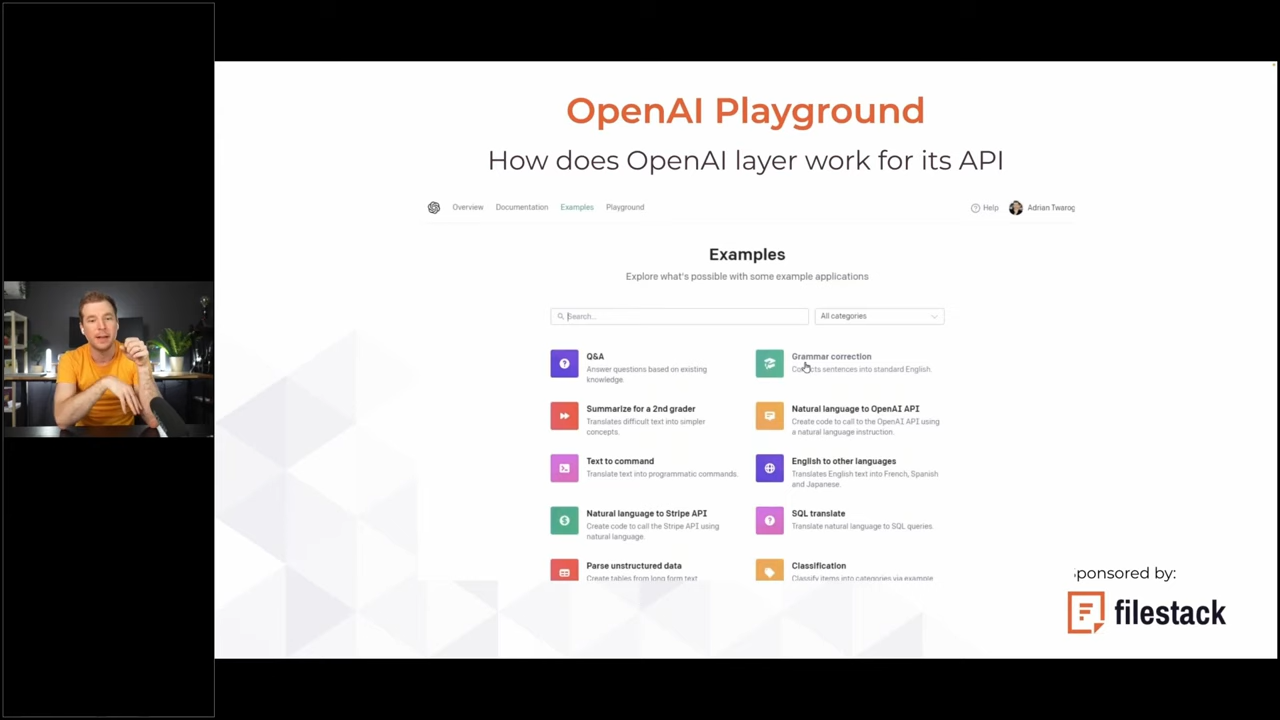 OpenAI Playground
How does OpenAI layer work for its API
Overview Documentation Examples Playground Help Adrian Twarog
Examples
Explore what's possible with some example applications
Search... All categories
Q&A
Answer questions based on existing
knowledge.
Grammar correction
Corrects sentences into standard English.
Summarize for a 2nd grader
Translates difficult text into simpler
concepts.
Natural language to OpenAI API
Create code to call to the OpenAI API using
a natural language instruction.
Text to command
Translate text into programmatic commands.
English to other languages
Translates English text into French, Spanish
and Japanese.
Natural language to Stripe API
Create code to call the Stripe API using
natural language.
SQL translate
Translate natural language to SQL queries.
Parse unstructured data
Create tables from long form text
Classification
Classify items into categories via example
ponsored by:
filestack